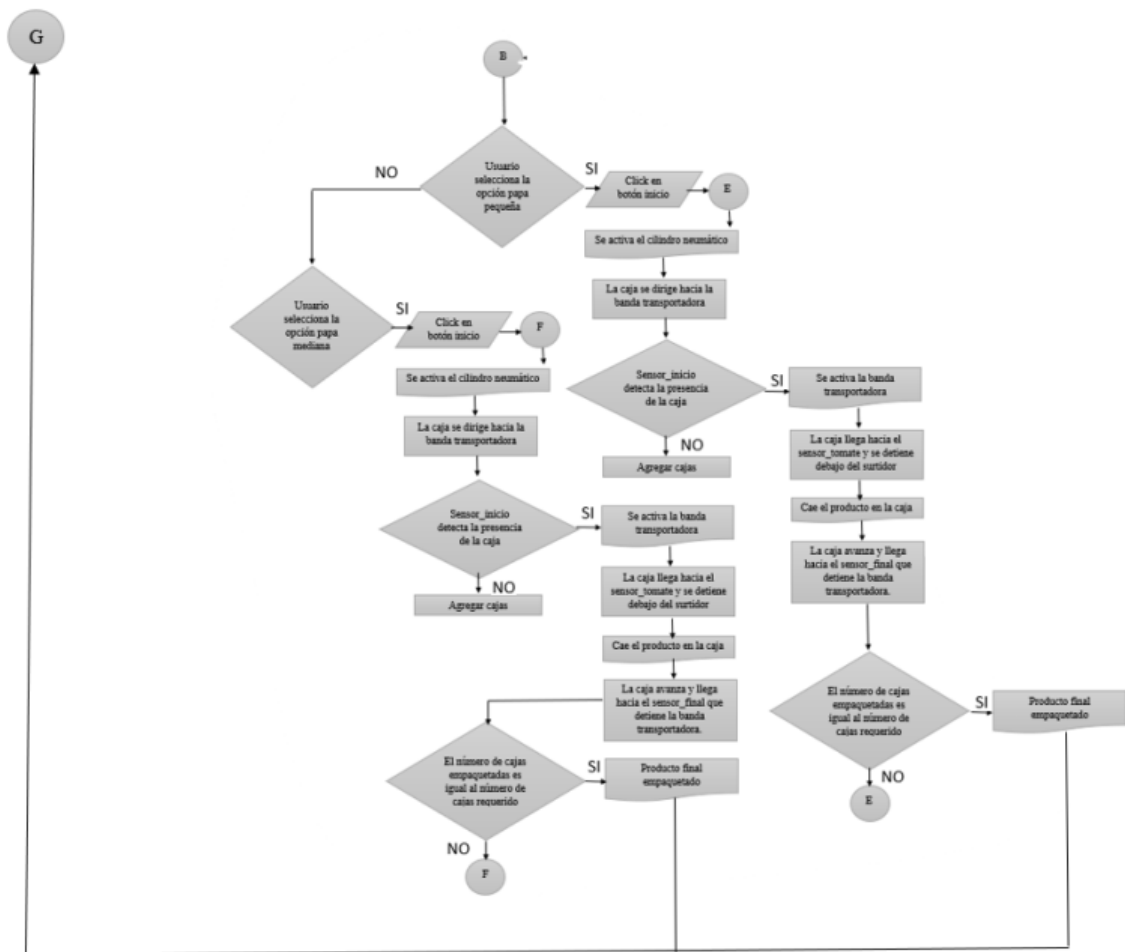 G
B
Usuario
selecciona la
opción papa
pequeña
NO
SI
Click en
botón inicio
E
Se activa el cilindro neumático
La caja se dirige hacia la
banda transportadora
Usuario
selecciona la
opción papa
mediana
SI
Click en
botón inicio
F
Se activa el cilindro neumático
La caja se dirige hacia la
banda transportadora
Sensor_inicio
detecta la presencia
de la caja
SI
NO
Agregar cajas
Se activa la banda
transportadora
La caja llega hacia el
sensor_tomate y se detiene
debajo del surtidor
Cae el producto en la caja
La caja avanza y llega
hacia el sensor_final que
detiene la banda
transportadora.
Sensor_inicio
detecta la presencia
de la caja
SI
NO
Agregar cajas
Se activa la banda
transportadora
La caja llega hacia el
sensor_tomate y se detiene
debajo del surtidor
Cae el producto en la caja
La caja avanza y llega
hacia el sensor_final que
detiene la banda
transportadora.
El número de cajas
empaquetadas es
igual al número de
cajas requerido
SI
Producto final
empaquetado
NO
E
El número de cajas
empaquetadas es
igual al número de
cajas requerido
SI
Producto final
empaquetado
NO
F